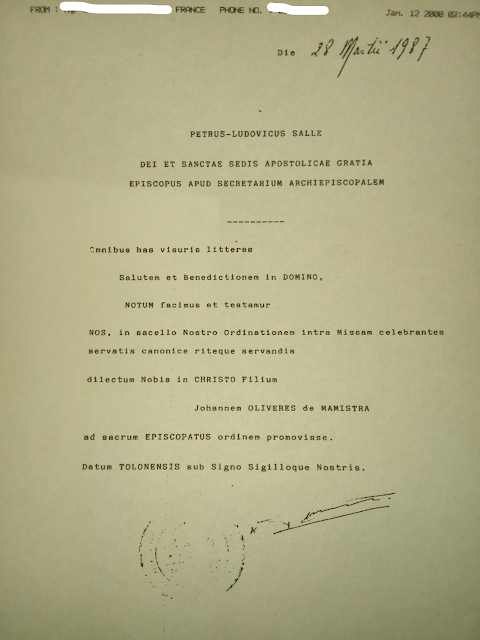 FROM : FRANCE PHONE NO. : Jan. 12 2000 02:44PM
Die 28 Martii 1987
PETRUS-LUDOVICUS SALLE
DEI ET SANCTAE SEDIS APOSTOLICAE GRATIA
EPISCOPUS APUD SECRETARIUM ARCHIEPISCOPALEM
----------
Omnibus has visuris litteras
Salutem et Benedictionem in DOMINO,
NOTUM facimus et testamur
NOS, in sacello Nostro Ordinationem intra Missam celebrantes
servatis canonice riteque servandis
dilectum Nobis in CHRISTO Filium
Johannem OLIVERES de MAMISTRA
ad sacrum EPISCOPATUS ordinem promovisse.
Datum TOLONENSIS sub Signo Sigilloque Nostris.